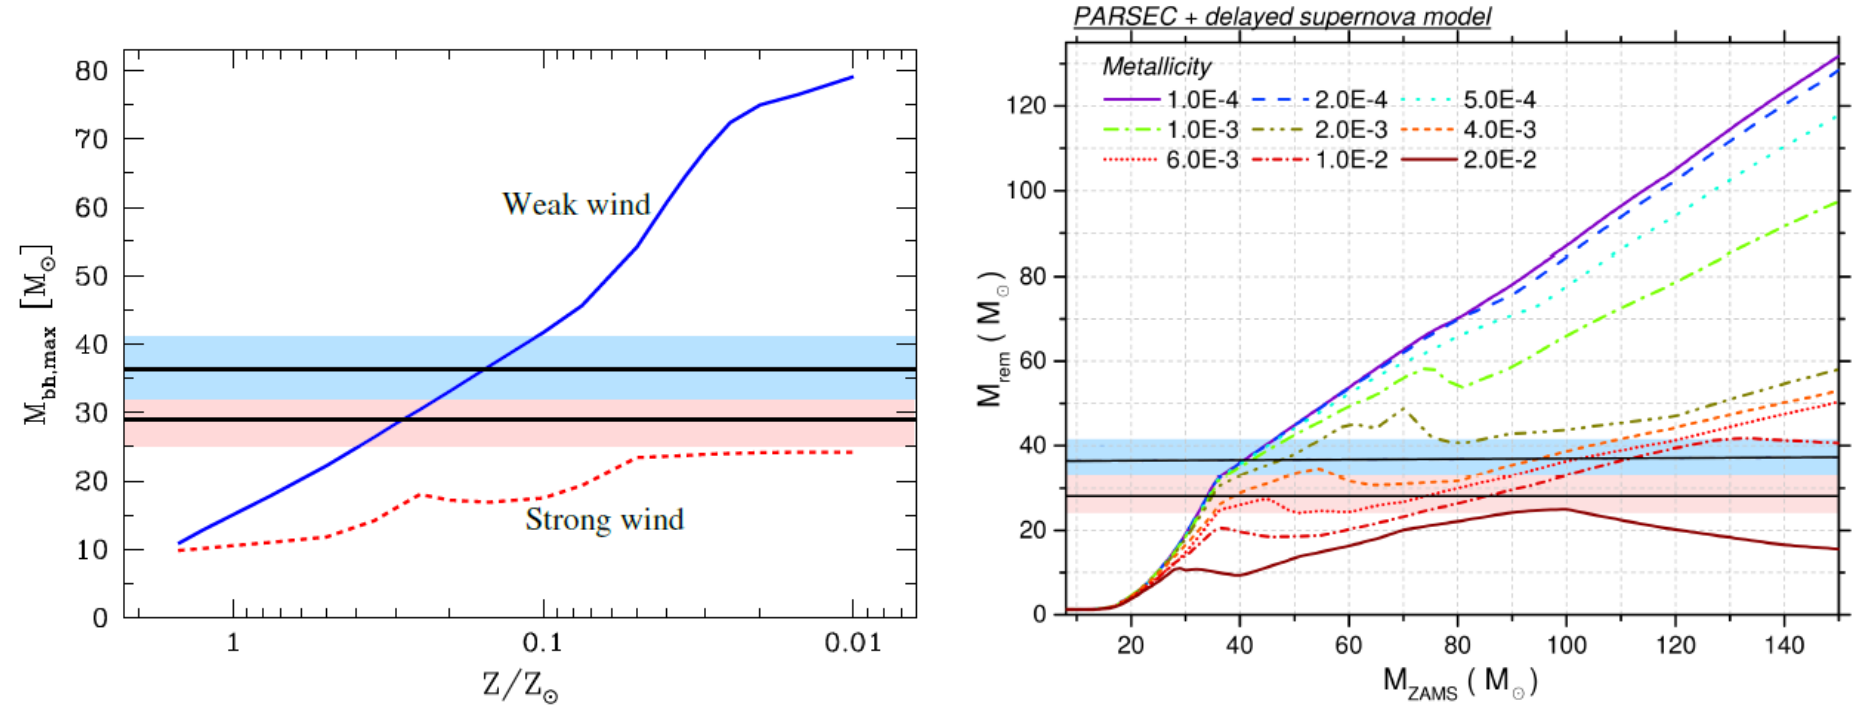 80
70
60
50
40
30
20
10
0
M_bh,max [M_⊙]
Weak wind
Strong wind
1 0.1 0.01
Z/Z_⊙
PARSEC + delayed supernova model
Metallicity
1.0E-4 2.0E-4 5.0E-4
1.0E-3 2.0E-3 4.0E-3
6.0E-3 1.0E-2 2.0E-2
120
100
80
60
40
20
0
M_rem ( M_⊙ )
20 40 60 80 100 120 140
M_ZAMS ( M_⊙ )